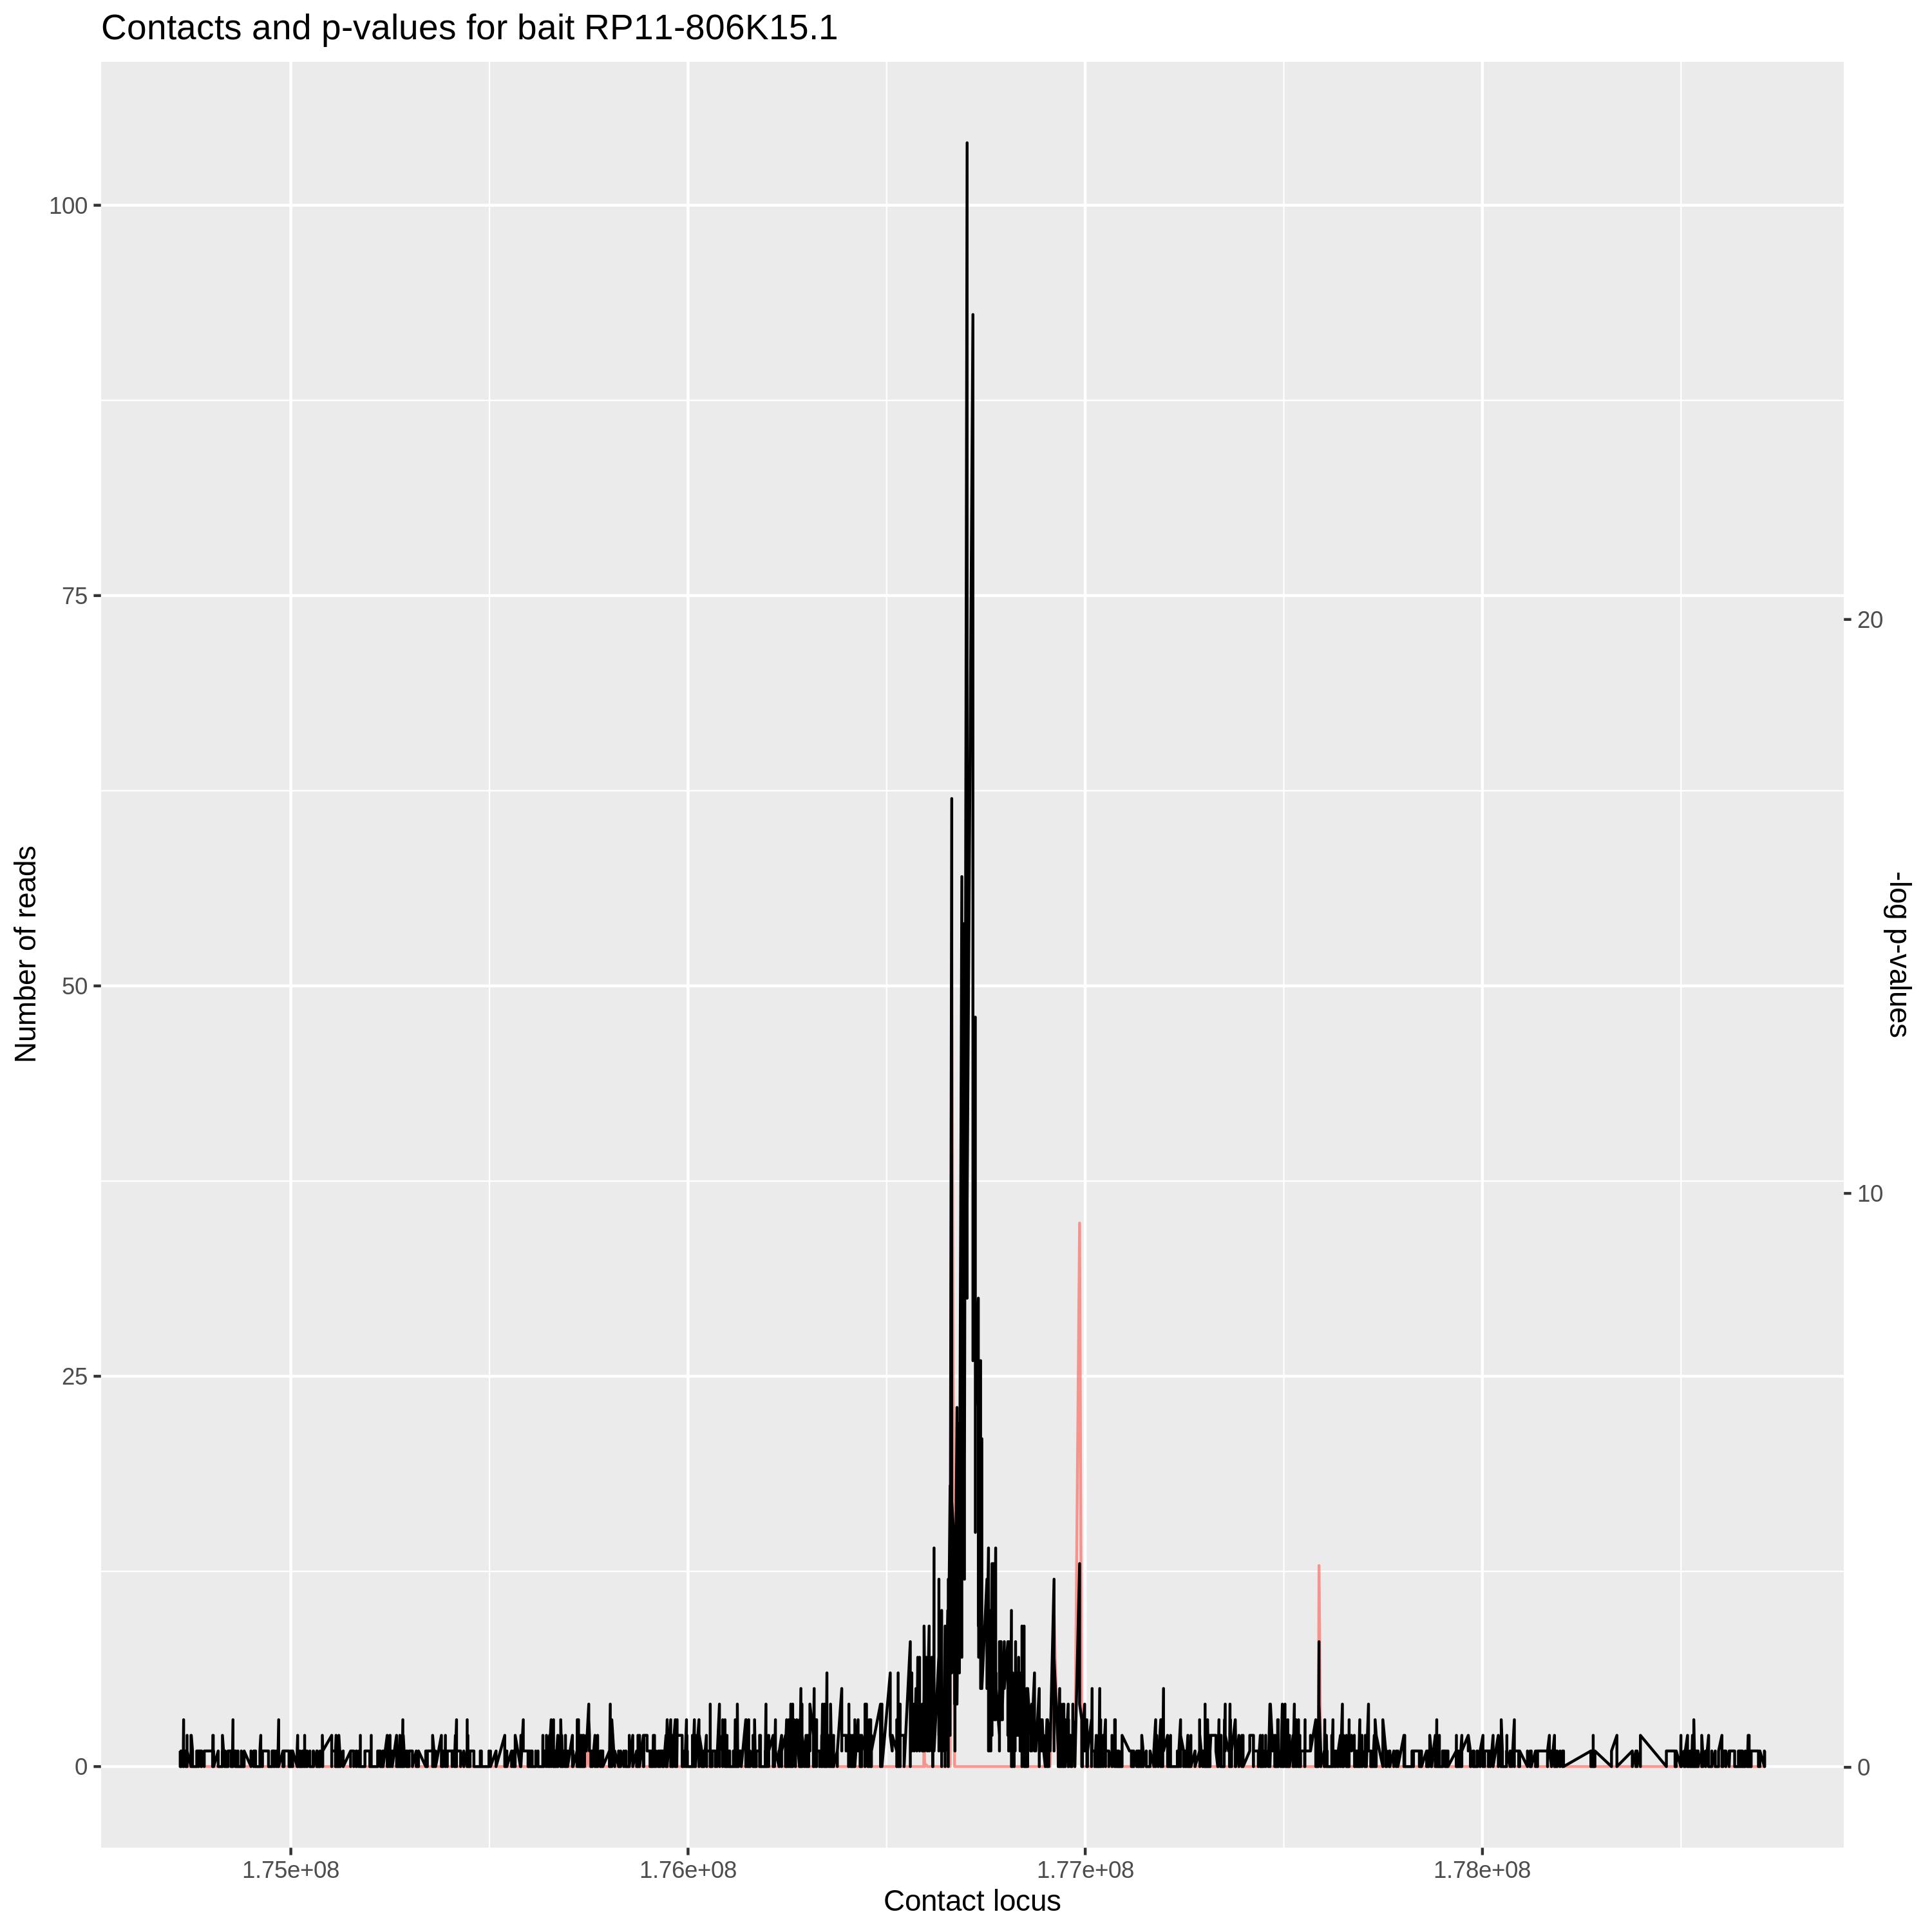 Contacts and p-values for bait RP11-806K15.1
100
75
50
25
0
Number of reads
20
10
0
-log p-values
1.75e+08
1.76e+08
1.77e+08
1.78e+08
Contact locus